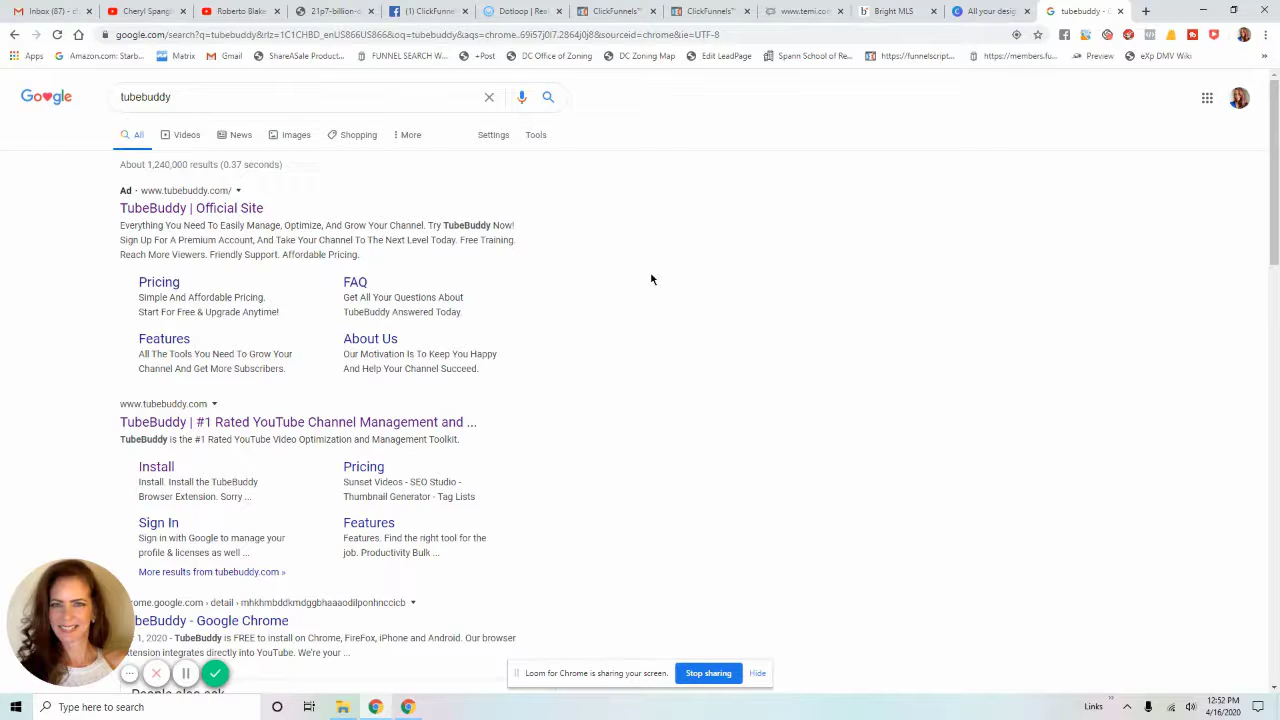 Inbox (87) - d
Cheryl Spangl
Roberto Blake
21p7-billion-d
(1) ClickFunne
Dotloop | Rea
ClickFunnels™
ClickFunnels™
www.temi.com
Bright MLS
All your desig
tubebuddy - G
google.com/search?q=tubebuddy&rlz=1C1CHBD_enUS866US866&oq=tubebuddy&aqs=chrome..69i57j0l7.2864j0j8&sourceid=chrome&ie=UTF-8
Apps
Amazon.com: Starb...
Matrix
Gmail
ShareASale Product...
FUNNEL SEARCH W...
+Post
DC Office of Zoning
DC Zoning Map
Edit LeadPage
Spann School of Re...
https://funnelscript...
https://members.fu...
Preview
eXp DMV Wiki
»
Google
tubebuddy
All
Videos
News
Images
Shopping
More
Settings
Tools
About 1,240,000 results (0.37 seconds)
Ad · www.tubebuddy.com/
TubeBuddy | Official Site
Everything You Need To Easily Manage, Optimize, And Grow Your Channel. Try TubeBuddy Now!
Sign Up For A Premium Account, And Take Your Channel To The Next Level Today. Free Training.
Reach More Viewers. Friendly Support. Affordable Pricing.
Pricing
Simple And Affordable Pricing.
Start For Free & Upgrade Anytime!
FAQ
Get All Your Questions About
TubeBuddy Answered Today.
Features
All The Tools You Need To Grow Your
Channel And Get More Subscribers.
About Us
Our Motivation Is To Keep You Happy
And Help Your Channel Succeed.
www.tubebuddy.com
TubeBuddy | #1 Rated YouTube Channel Management and ...
TubeBuddy is the #1 Rated YouTube Video Optimization and Management Toolkit.
Install
Install. Install the TubeBuddy
Browser Extension. Sorry ...
Pricing
Sunset Videos - SEO Studio -
Thumbnail Generator - Tag Lists
Sign In
Sign in with Google to manage your
profile & licenses as well ...
Features
Features. Find the right tool for the
job. Productivity Bulk ...
More results from tubebuddy.com »
rome.google.com › detail › mhkhmbddkmdggbhaaaodilponhnccicb
beBuddy - Google Chrome
1, 2020 - TubeBuddy is FREE to install on Chrome, FireFox, iPhone and Android. Our browser
tension integrates directly into YouTube. We're your ...
People also ask
Loom for Chrome is sharing your screen.
Stop sharing
Hide
Type here to search
Links
»
12:52 PM
4/16/2020